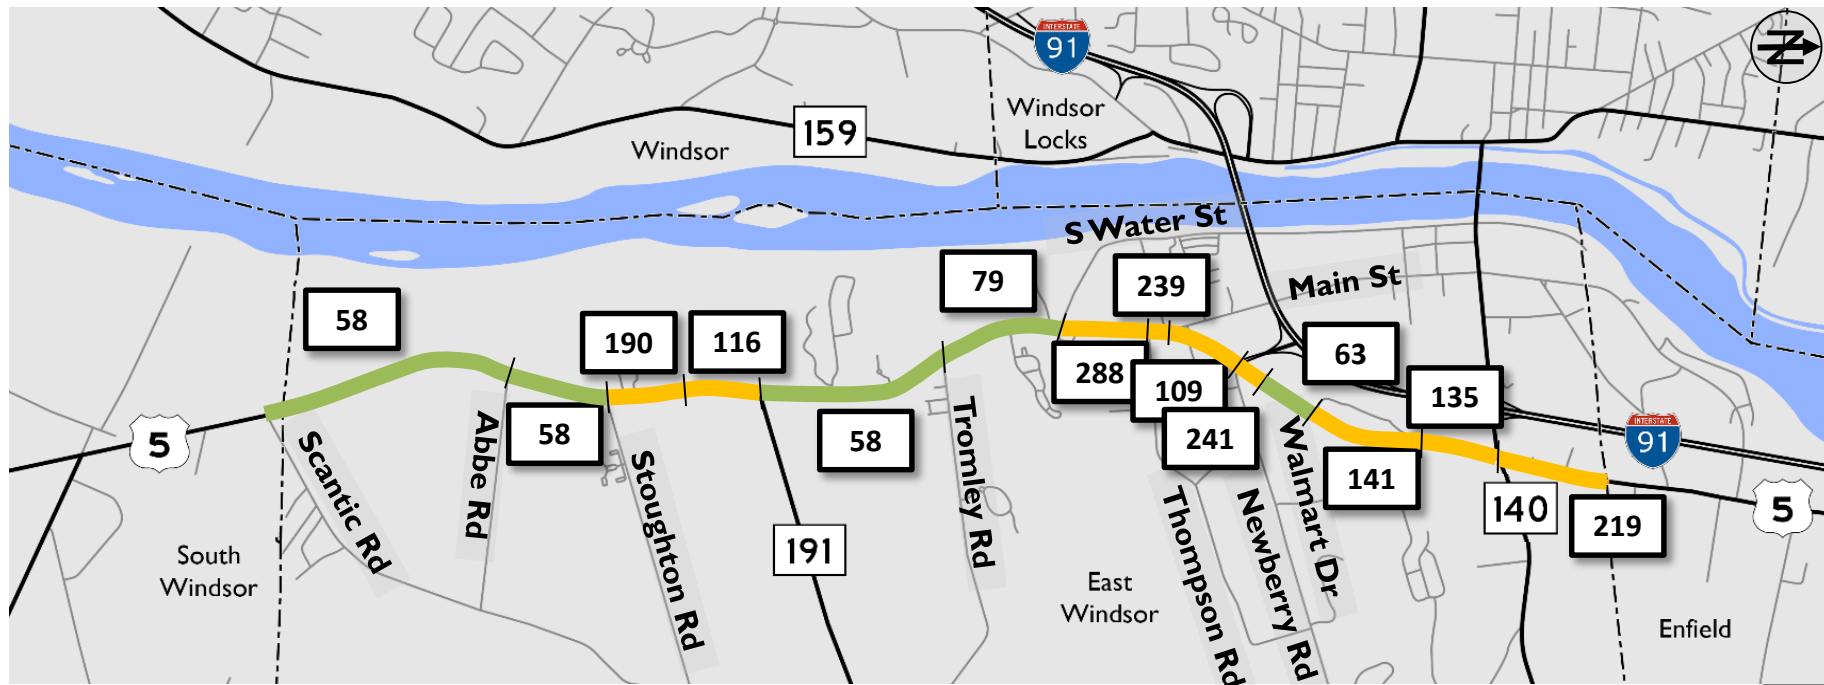 INTERSTATE
91
Windsor
Locks
159
Windsor
S Water St
Main St
79
239
58
190
116
63
288
109
135
58
58
241
141
5
Abbe Rd
Scantic Rd
Stoughton Rd
Tromley Rd
Thompson Rd
Newberry Rd
Walmart Dr
INTERSTATE
91
140
219
5
191
South
Windsor
East
Windsor
Enfield
N